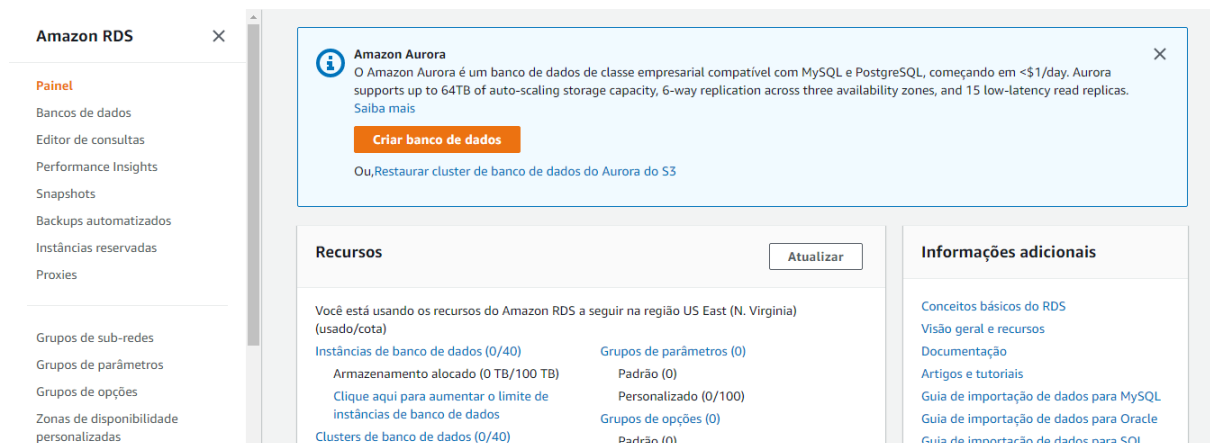 Amazon RDS
Painel
Bancos de dados
Editor de consultas
Performance Insights
Snapshots
Backups automatizados
Instâncias reservadas
Proxies
Grupos de sub-redes
Grupos de parâmetros
Grupos de opções
Zonas de disponibilidade
personalizadas
Amazon Aurora
O Amazon Aurora é um banco de dados de classe empresarial compatível com MySQL e PostgreSQL, começando em <$1/day. Aurora
supports up to 64TB of auto-scaling storage capacity, 6-way replication across three availability zones, and 15 low-latency read replicas.
Saiba mais
Criar banco de dados
Ou,Restaurar cluster de banco de dados do Aurora do S3
Recursos
Atualizar
Você está usando os recursos do Amazon RDS a seguir na região US East (N. Virginia)
(usado/cota)
Instâncias de banco de dados (0/40)
Armazenamento alocado (0 TB/100 TB)
Clique aqui para aumentar o limite de
instâncias de banco de dados
Clusters de banco de dados (0/40)
Grupos de parâmetros (0)
Padrão (0)
Personalizado (0/100)
Grupos de opções (0)
Padrão (0)
Informações adicionais
Conceitos básicos do RDS
Visão geral e recursos
Documentação
Artigos e tutoriais
Guia de importação de dados para MySQL
Guia de importação de dados para Oracle
Guia de importação de dados para SQL